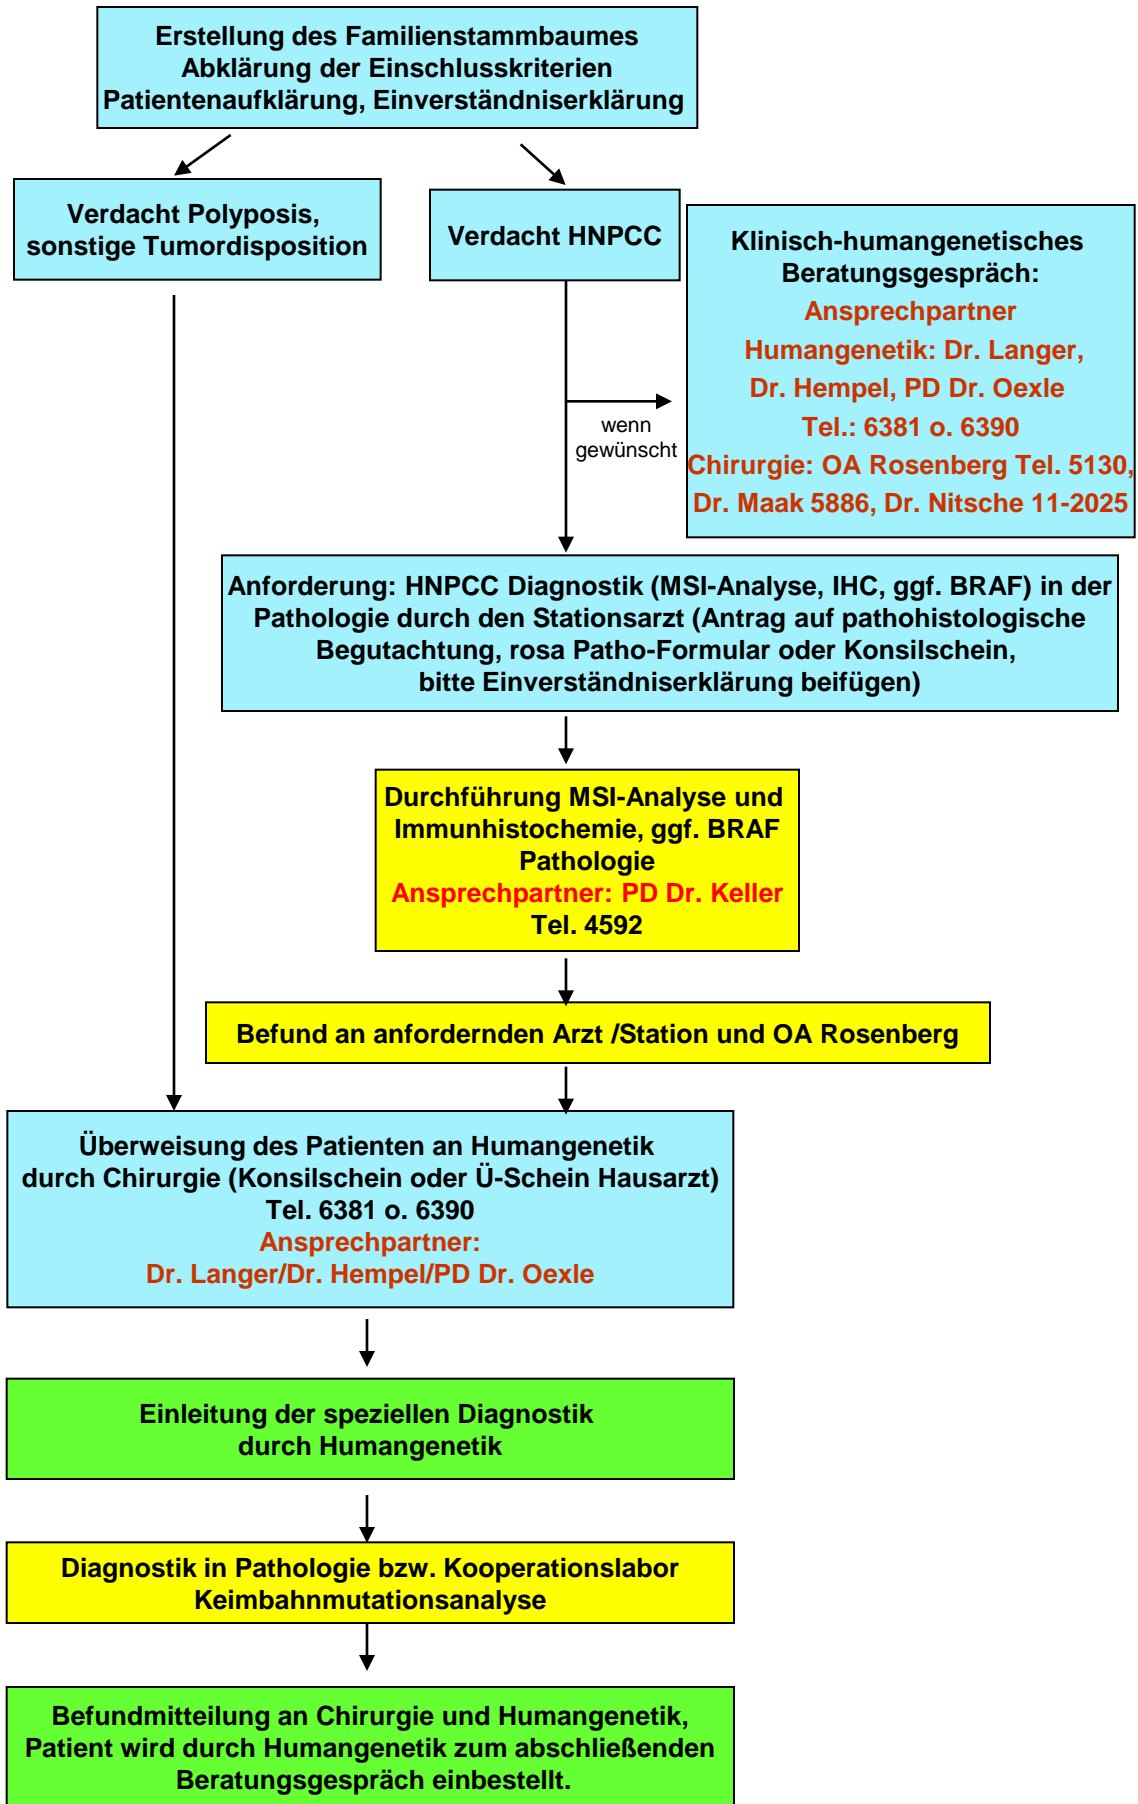 Erstellung des Familienstammbaumes
Abklärung der Einschlusskriterien
Patientenaufklärung, Einverständniserklärung
Verdacht Polyposis,
sonstige Tumordisposition
Verdacht HNPCC
Klinisch-humangenetisches
Beratungsgespräch:
Ansprechpartner
Humangenetik: Dr. Langer,
Dr. Hempel, PD Dr. Oexle
Tel.: 6381 o. 6390
Chirurgie: OA Rosenberg Tel. 5130,
Dr. Maak 5886, Dr. Nitsche 11-2025
wenn
gewünscht
Anforderung: HNPCC Diagnostik (MSI-Analyse, IHC, ggf. BRAF) in der
Pathologie durch den Stationsarzt (Antrag auf pathohistologische
Begutachtung, rosa Patho-Formular oder Konsilschein,
bitte Einverständniserklärung beifügen)
Durchführung MSI-Analyse und
Immunhistochemie, ggf. BRAF
Pathologie
Ansprechpartner: PD Dr. Keller
Tel. 4592
Befund an anfordernden Arzt /Station und OA Rosenberg
Überweisung des Patienten an Humangenetik
durch Chirurgie (Konsilschein oder Ü-Schein Hausarzt)
Tel. 6381 o. 6390
Ansprechpartner:
Dr. Langer/Dr. Hempel/PD Dr. Oexle
Einleitung der speziellen Diagnostik
durch Humangenetik
Diagnostik in Pathologie bzw. Kooperationslabor
Keimbahnmutationsanalyse
Befundmitteilung an Chirurgie und Humangenetik,
Patient wird durch Humangenetik zum abschließenden
Beratungsgespräch einbestellt.